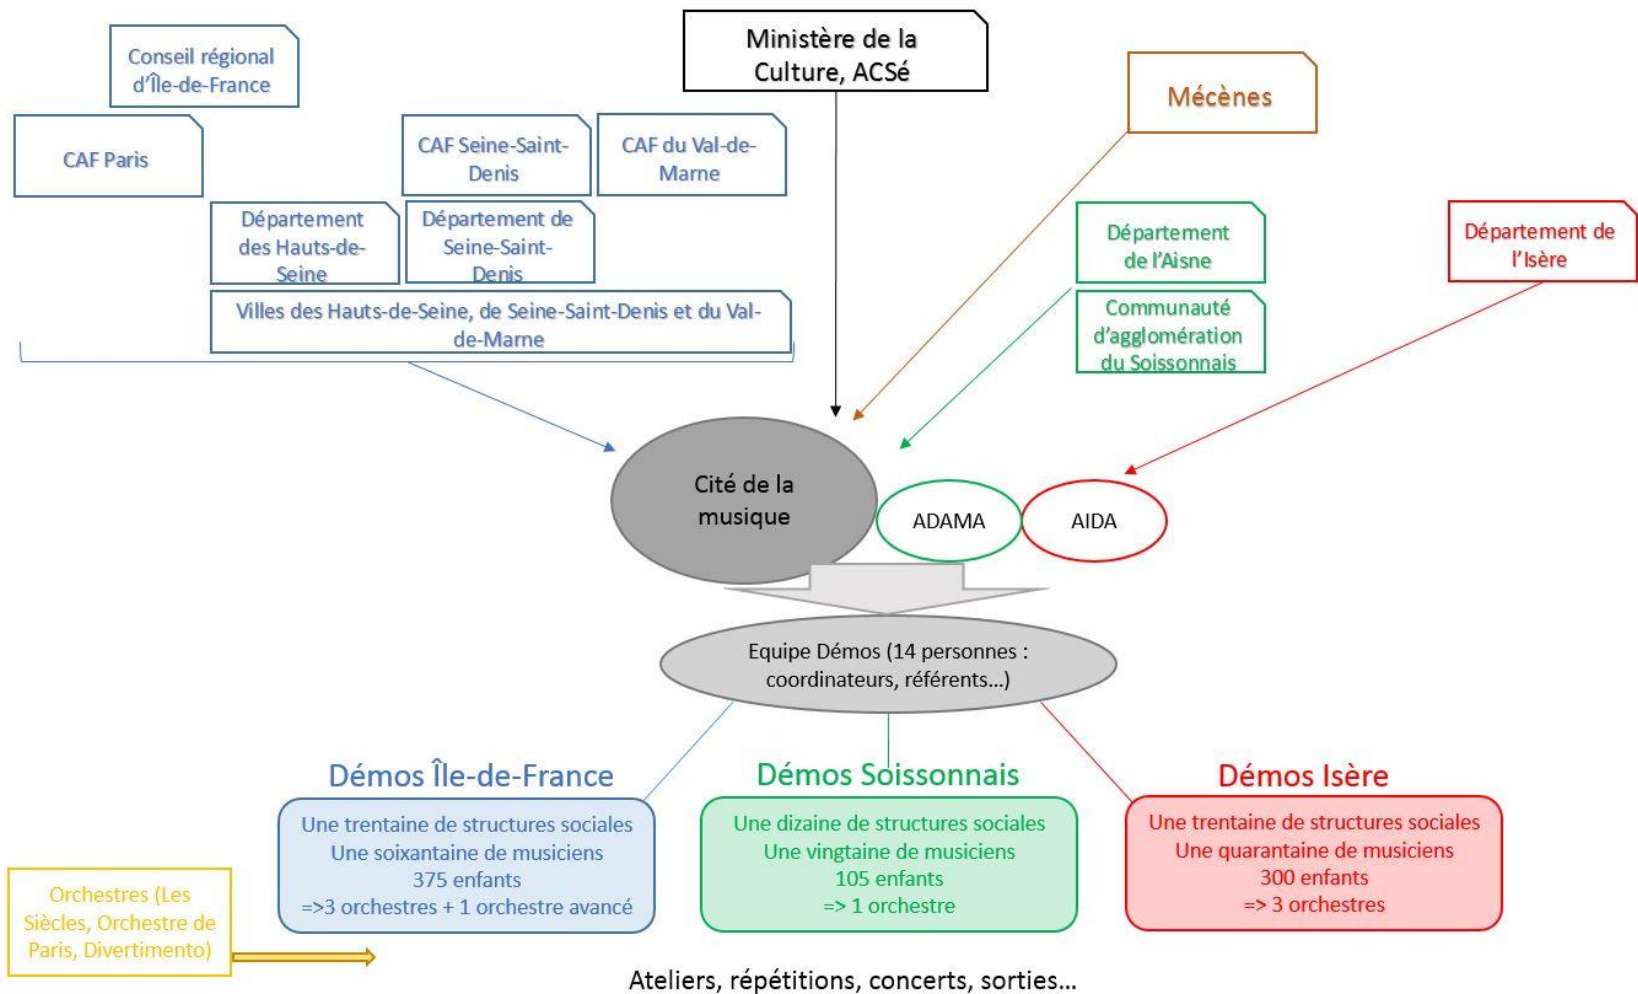 Conseil régional
d'Île-de-France
Ministère de la
Culture, ACSé
Mécènes
CAF Paris
CAF Seine-Saint-
Denis
CAF du Val-de-
Marne
Département
des Hauts-de-
Seine
Département de
Seine-Saint-
Denis
Département
de l'Aisne
Département de
l'Isère
Villes des Hauts-de-Seine, de Seine-Saint-Denis et du Val-
de-Marne
Communauté
d'agglomération
du Soissonnais
Cité de la
musique
ADAMA
AIDA
Equipe Démos (14 personnes :
coordinateurs, référents...)
Démos Île-de-France
Une trentaine de structures sociales
Une soixantaine de musiciens
375 enfants
=>3 orchestres + 1 orchestre avancé
Démos Soissonnais
Une dizaine de structures sociales
Une vingtaine de musiciens
105 enfants
=> 1 orchestre
Démos Isère
Une trentaine de structures sociales
Une quarantaine de musiciens
300 enfants
=> 3 orchestres
Orchestres (Les
Siècles, Orchestre de
Paris, Divertimento)
Ateliers, répétitions, concerts, sorties...